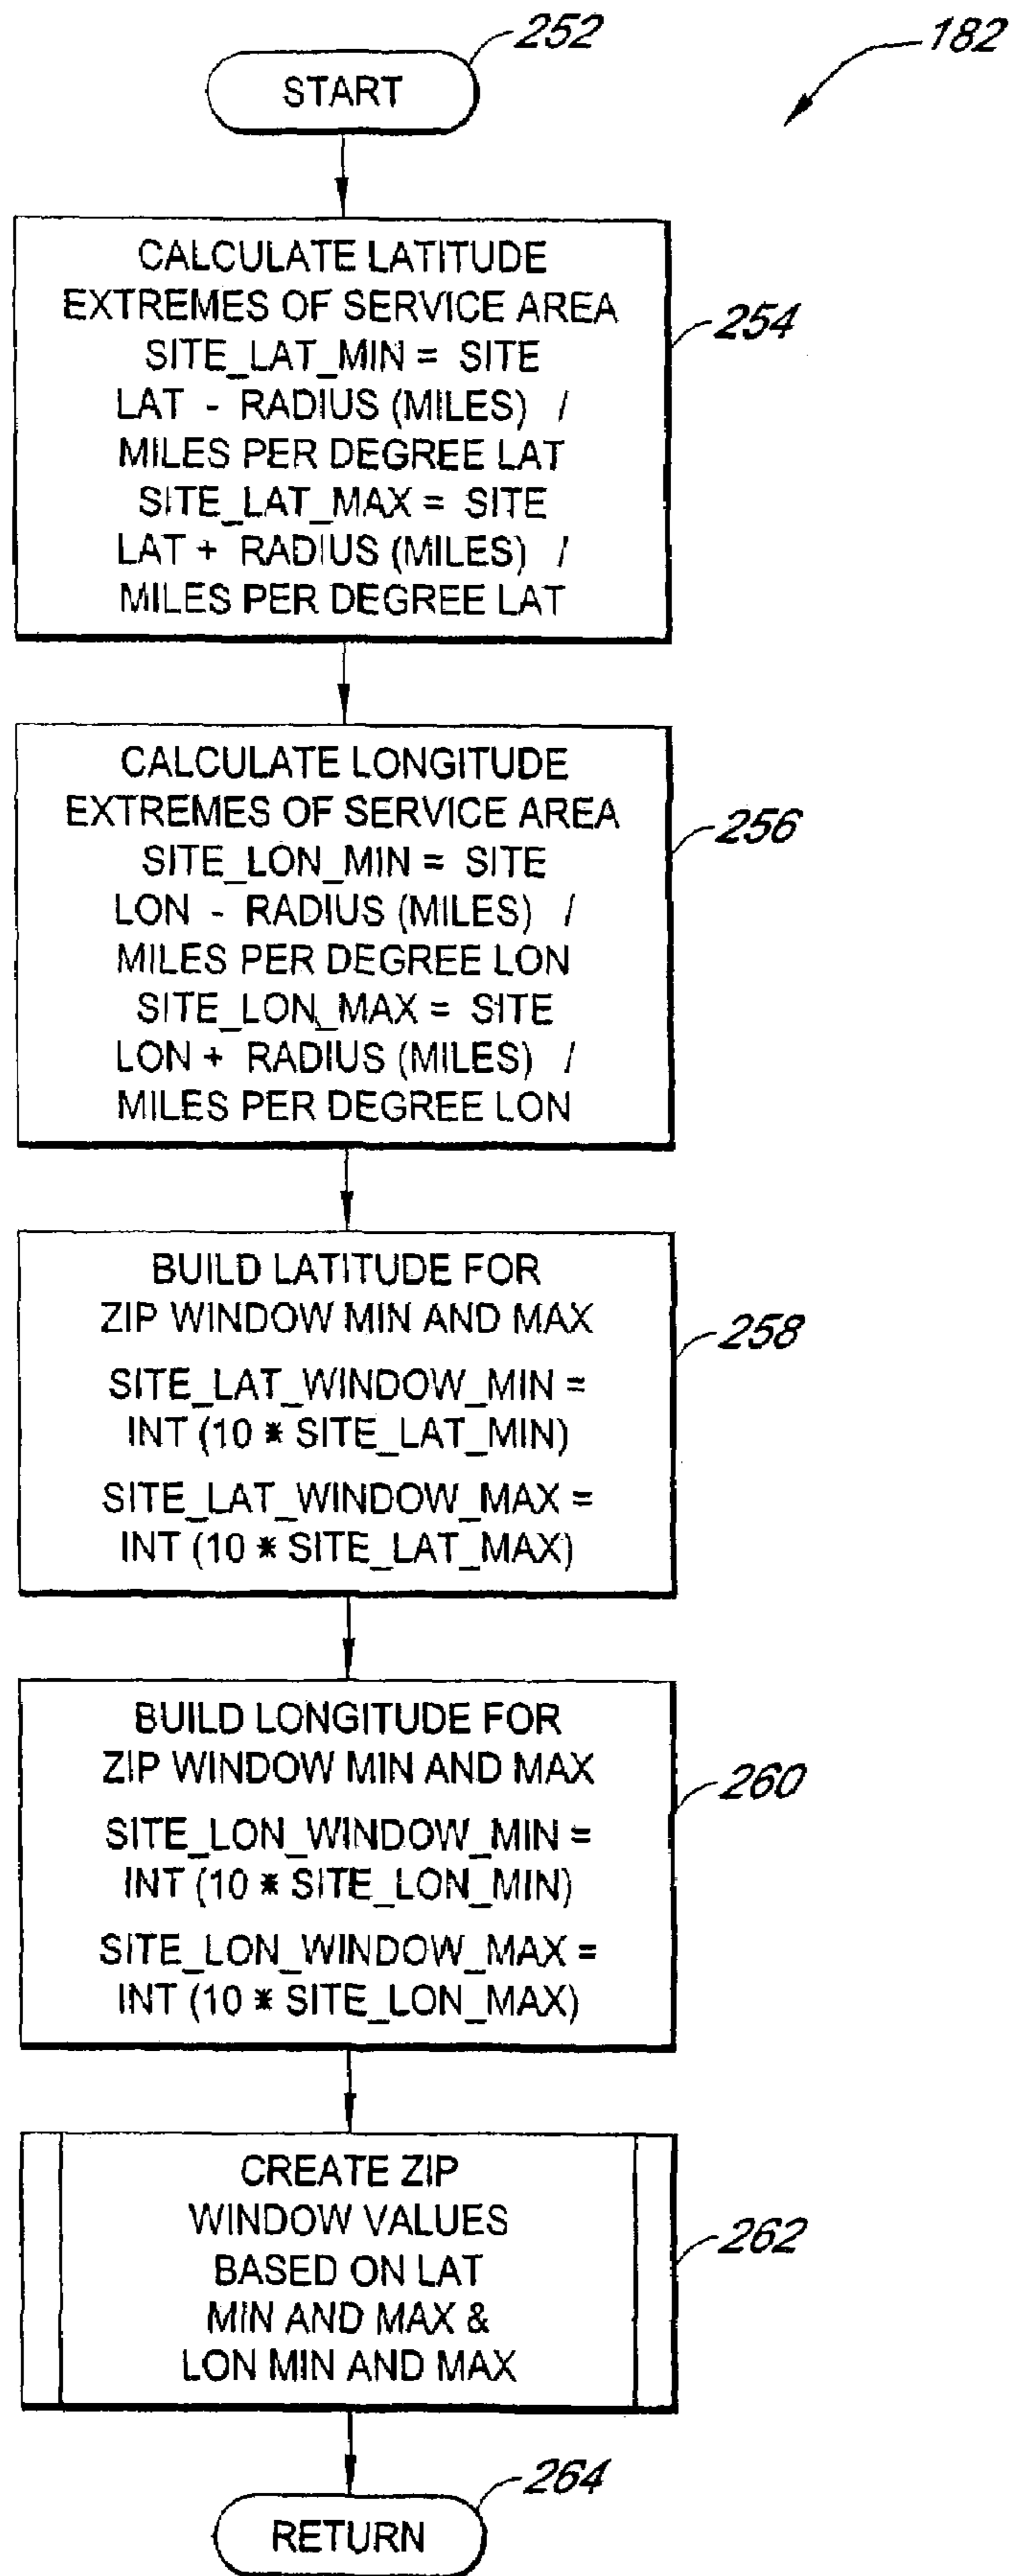 252
182
START
CALCULATE LATITUDE
EXTREMES OF SERVICE AREA
SITE_LAT_MIN = SITE
LAT - RADIUS (MILES) /
MILES PER DEGREE LAT
SITE_LAT_MAX = SITE
LAT + RADIUS (MILES) /
MILES PER DEGREE LAT
254
CALCULATE LONGITUDE
EXTREMES OF SERVICE AREA
SITE_LON_MIN = SITE
LON - RADIUS (MILES) /
MILES PER DEGREE LON
SITE_LON_MAX = SITE
LON + RADIUS (MILES) /
MILES PER DEGREE LON
256
BUILD LATITUDE FOR
ZIP WINDOW MIN AND MAX
SITE_LAT_WINDOW_MIN =
INT (10 * SITE_LAT_MIN)
SITE_LAT_WINDOW_MAX =
INT (10 * SITE_LAT_MAX)
258
BUILD LONGITUDE FOR
ZIP WINDOW MIN AND MAX
SITE_LON_WINDOW_MIN =
INT (10 * SITE_LON_MIN)
SITE_LON_WINDOW_MAX =
INT (10 * SITE_LON_MAX)
260
CREATE ZIP
WINDOW VALUES
BASED ON LAT
MIN AND MAX &
LON MIN AND MAX
262
264
RETURN